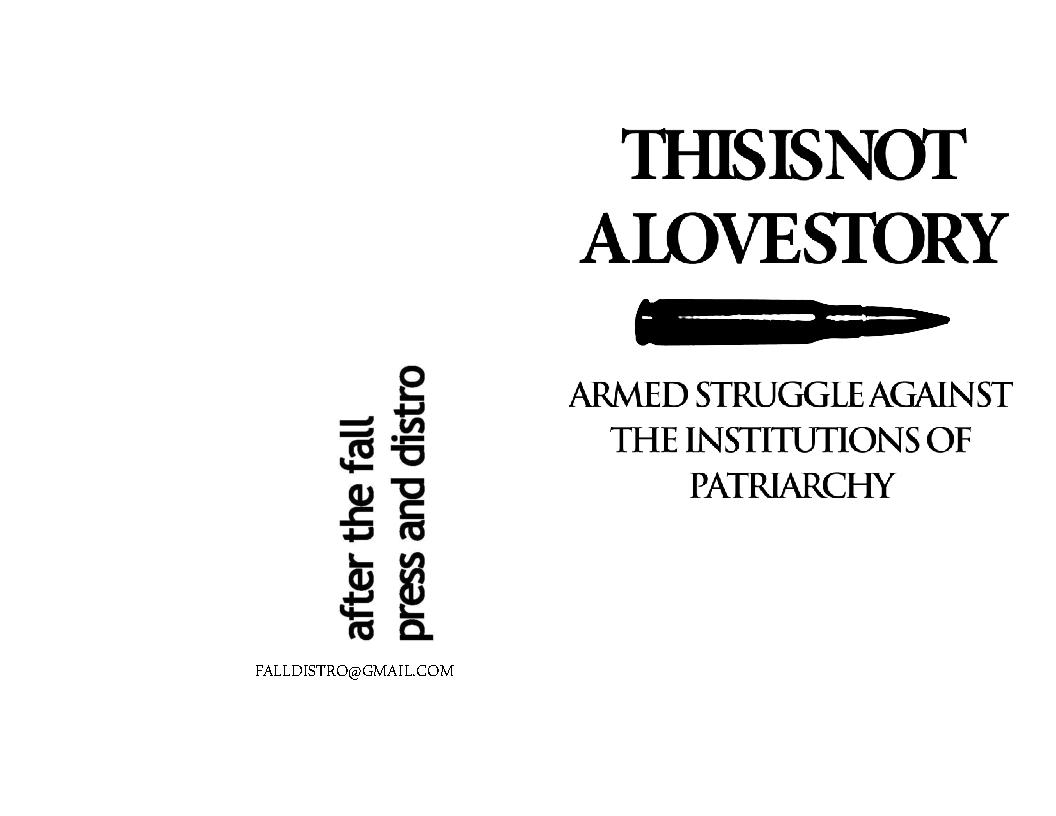 THIS IS NOT
A LOVE STORY
ARMED STRUGGLE AGAINST
THE INSTITUTIONS OF
PATRIARCHY
after the fall
press and distro
FALLDISTRO@GMAIL.COM